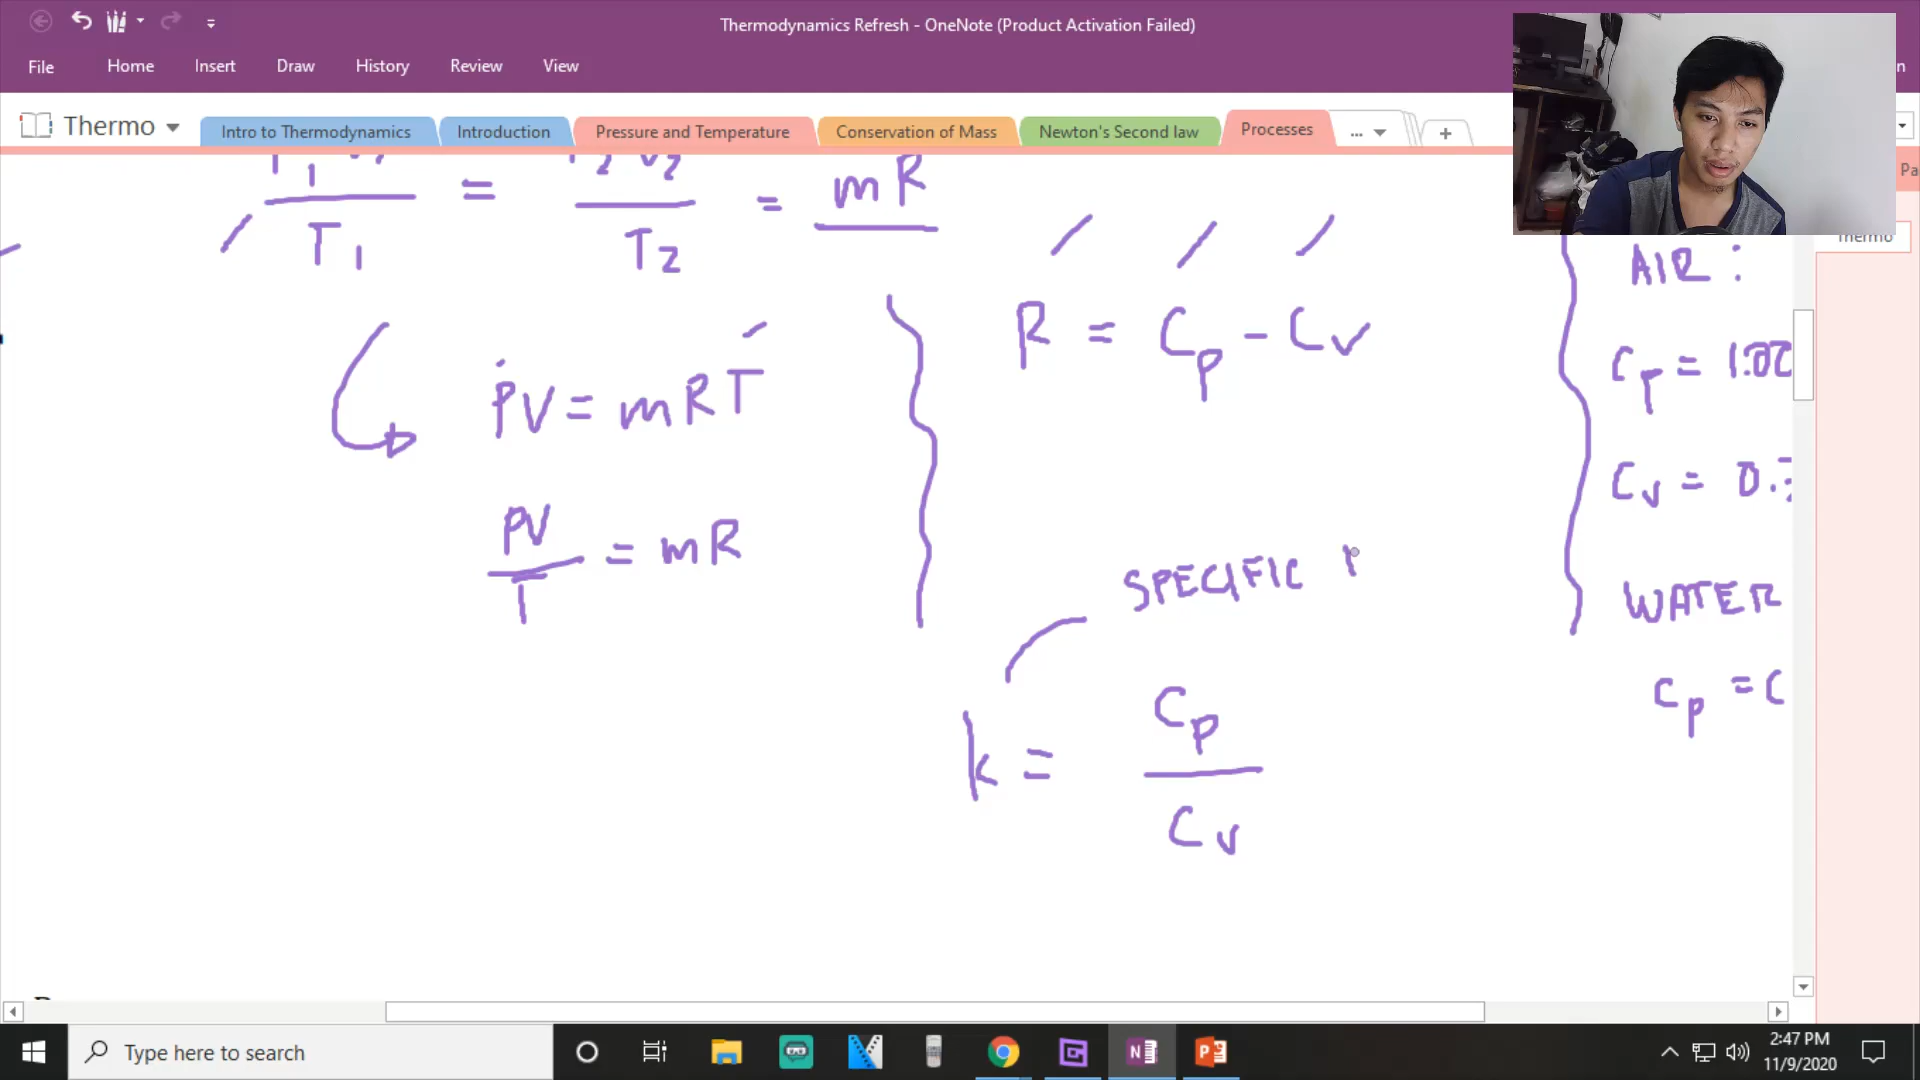 Thermodynamics Refresh - OneNote (Product Activation Failed)
File Home Insert Draw History Review View
Thermo
Intro to Thermodynamics Introduction Pressure and Temperature Conservation of Mass Newton's Second law Processes ... +
T1 = T2 = mR
PV = mRT
PV/T = mR
R = Cp - Cv
SPECIFIC
k = Cp/Cv
AIR :
Cp = 1.00
Cv = 0.
WATER
Cp = C
Thermo
Type here to search
2:47 PM
11/9/2020